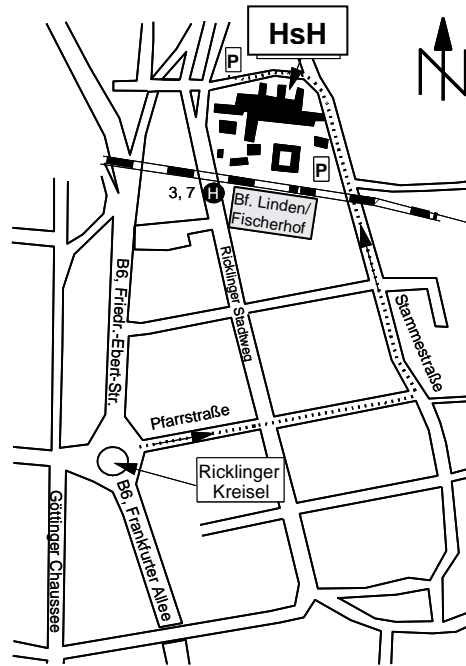 HsH
P
N
P
3, 7
H
Bf. Linden/
Fischerhof
B6, Friedr.-Ebert-Str.
Ricklinger Stadtweg
Stammestraße
Pfarrstraße
Ricklinger
Kreisel
Göttinger Chaussee
B6, Frankfurter Allee